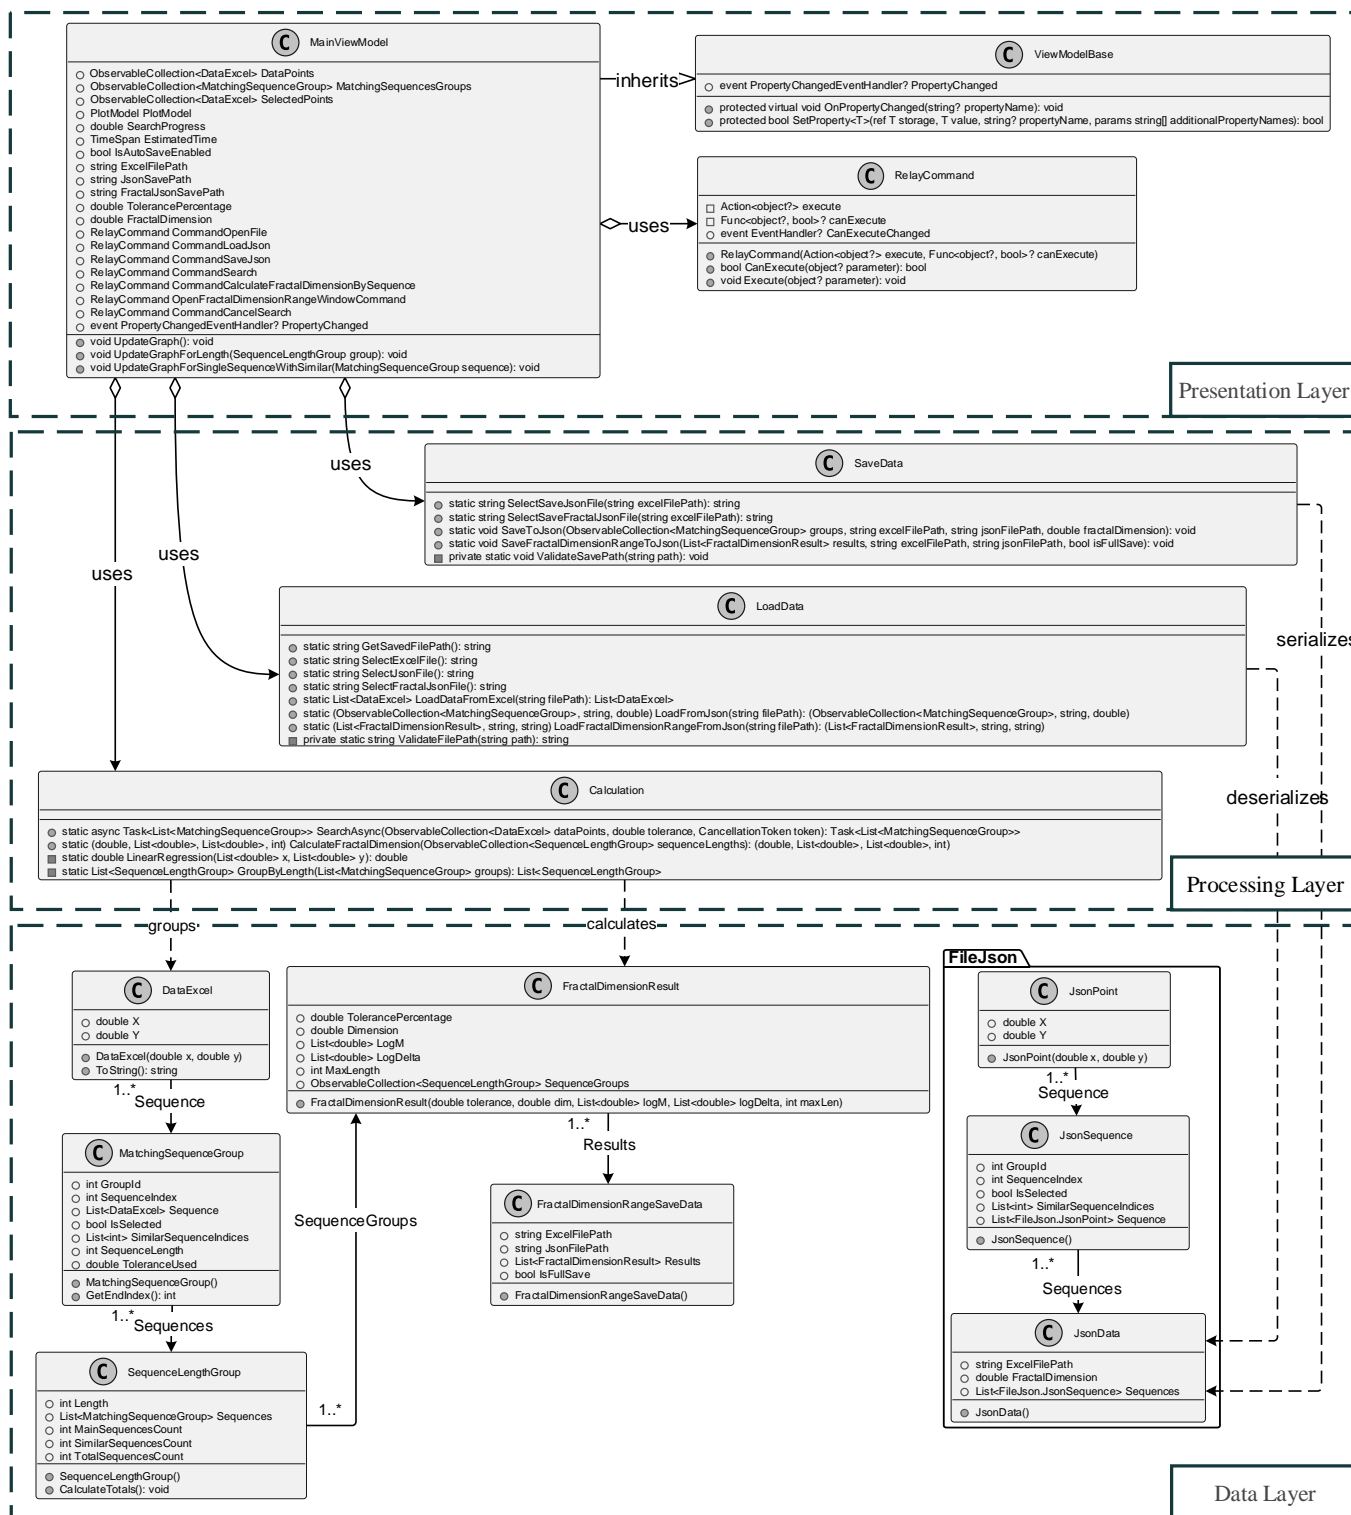 C MainViewModel
ObservableCollection<DataExcel> DataPoints
ObservableCollection<MatchingSequenceGroup> MatchingSequencesGroups
ObservableCollection<DataExcel> SelectedPoints
PlotModel PlotModel
double SearchProgress
TimeSpan EstimatedTime
bool IsAutoSaveEnabled
string ExcelFilePath
string JsonSavePath
string FractalJsonSavePath
double TolerancePercentage
double FractalDimension
RelayCommand CommandOpenFile
RelayCommand CommandLoadJson
RelayCommand CommandSaveJson
RelayCommand CommandSearch
RelayCommand CommandCalculateFractalDimensionBySequence
RelayCommand OpenFractalDimensionRangeWindowCommand
RelayCommand CommandCancelSearch
event PropertyChangedEventHandler? PropertyChanged
void UpdateGraph(): void
void UpdateGraphForLength(SequenceLengthGroup group): void
void UpdateGraphForSingleSequenceWithSimilar(MatchingSequenceGroup sequence): void
inherits
C ViewModelBase
event PropertyChangedEventHandler? PropertyChanged
protected virtual void OnPropertyChanged(string? propertyName): void
protected bool SetProperty<T>(ref T storage, T value, string? propertyName, params string[] additionalPropertyNames): bool
uses
C RelayCommand
Action<object?> execute
Func<object?, bool>? canExecute
event EventHandler? CanExecuteChanged
RelayCommand(Action<object?> execute, Func<object?, bool>? canExecute)
bool CanExecute(object? parameter): bool
void Execute(object? parameter): void
Presentation Layer
uses
C SaveData
static string SelectSaveJsonFile(string excelFilePath): string
static string SelectSaveFractalJsonFile(string excelFilePath): string
static void SaveToJson(ObservableCollection<MatchingSequenceGroup> groups, string excelFilePath, string jsonFilePath, double fractalDimension): void
static void SaveFractalDimensionRangeToJson(List<FractalDimensionResult> results, string excelFilePath, string jsonFilePath, bool isFullSave): void
private static void ValidateSavePath(string path): void
uses
uses
C LoadData
static string GetSavedFilePath(): string
static string SelectExcelFile(): string
static string SelectJsonFile(): string
static string SelectFractalJsonFile(): string
static List<DataExcel> LoadDataFromExcel(string filePath): List<DataExcel>
static (ObservableCollection<MatchingSequenceGroup>, string, double) LoadFromJson(string filePath): (ObservableCollection<MatchingSequenceGroup>, string, double)
static (List<FractalDimensionResult>, string, string) LoadFractalDimensionRangeFromJson(string filePath): (List<FractalDimensionResult>, string, string)
private static string ValidateFilePath(string path): string
serializes
C Calculation
static async Task<List<MatchingSequenceGroup>> SearchAsync(ObservableCollection<DataExcel> dataPoints, double tolerance, CancellationToken token): Task<List<MatchingSequenceGroup>>
static (double, List<double>, List<double>, int) CalculateFractalDimension(ObservableCollection<SequenceLengthGroup> sequenceLengths): (double, List<double>, List<double>, int)
static double LinearRegression(List<double> x, List<double> y): double
static List<SequenceLengthGroup> GroupByLength(List<MatchingSequenceGroup> groups): List<SequenceLengthGroup>
deserializes
Processing Layer
groups
calculates
C DataExcel
double X
double Y
DataExcel(double x, double y)
ToString(): string
1..*
Sequence
C MatchingSequenceGroup
int GroupId
int SequenceIndex
List<DataExcel> Sequence
bool IsSelected
List<int> SimilarSequenceIndices
int SequenceLength
double ToleranceUsed
MatchingSequenceGroup()
GetEndIndex(): int
1..*
Sequences
C SequenceLengthGroup
int Length
List<MatchingSequenceGroup> Sequences
int MainSequencesCount
int SimilarSequencesCount
int TotalSequencesCount
SequenceLengthGroup()
CalculateTotals(): void
1..*
SequenceGroups
C FractalDimensionResult
double TolerancePercentage
double Dimension
List<double> LogM
List<double> LogDelta
int MaxLength
ObservableCollection<SequenceLengthGroup> SequenceGroups
FractalDimensionResult(double tolerance, double dim, List<double> logM, List<double> logDelta, int maxLen)
1..*
Results
C FractalDimensionRangeSaveData
string ExcelFilePath
string JsonFilePath
List<FractalDimensionResult> Results
bool IsFullSave
FractalDimensionRangeSaveData()
FileJson
C JsonPoint
double X
double Y
JsonPoint(double x, double y)
1..*
Sequence
C JsonSequence
int GroupId
int SequenceIndex
bool IsSelected
List<int> SimilarSequenceIndices
List<FileJson.JsonPoint> Sequence
JsonSequence()
1..*
Sequences
C JsonData
string ExcelFilePath
double FractalDimension
List<FileJson.JsonSequence> Sequences
JsonData()
Data Layer